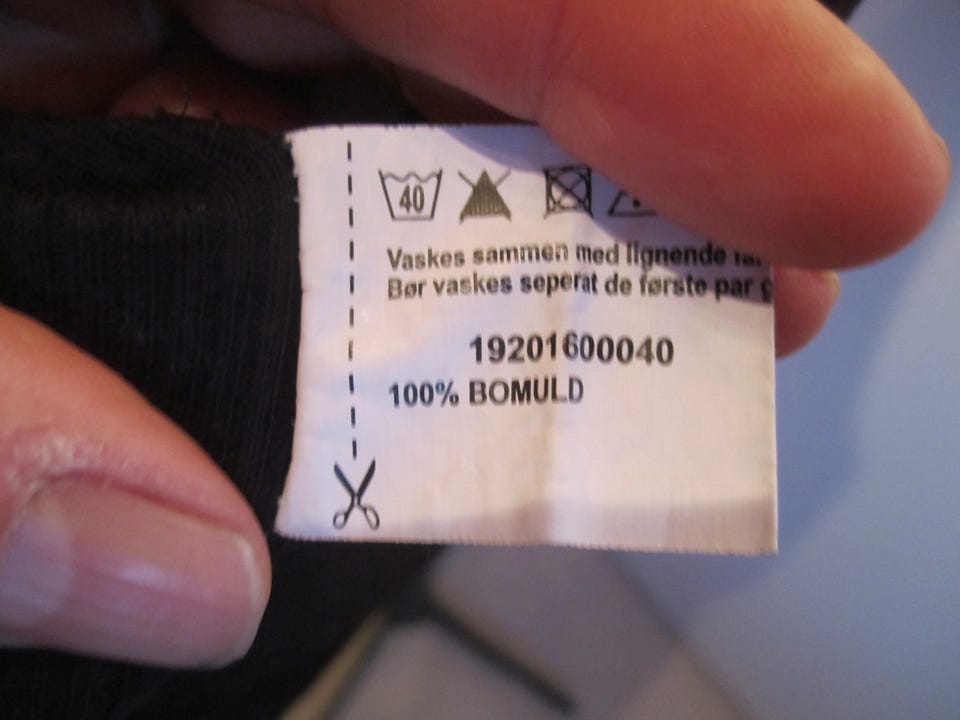 40
Vaskes sammen med lignende
Bør vaskes seperat de første par
19201600040
100% BOMULD